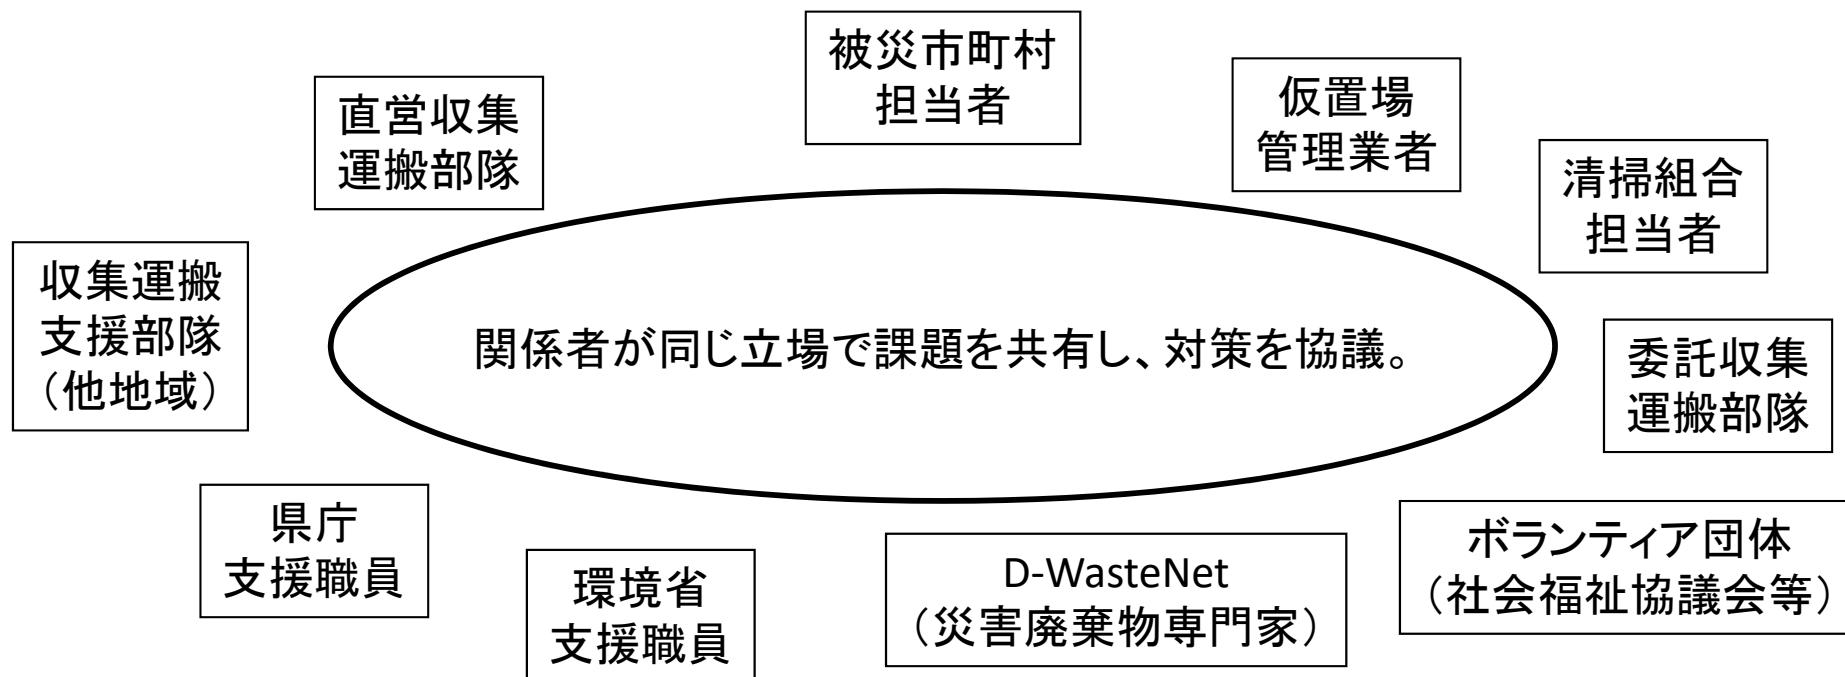 被災市町村
担当者
仮置場
管理業者
直営収集
運搬部隊
清掃組合
担当者
収集運搬
支援部隊
（他地域）
関係者が同じ立場で課題を共有し、対策を協議。
委託収集
運搬部隊
県庁
支援職員
環境省
支援職員
D-WasteNet
（災害廃棄物専門家）
ボランティア団体
（社会福祉協議会等）